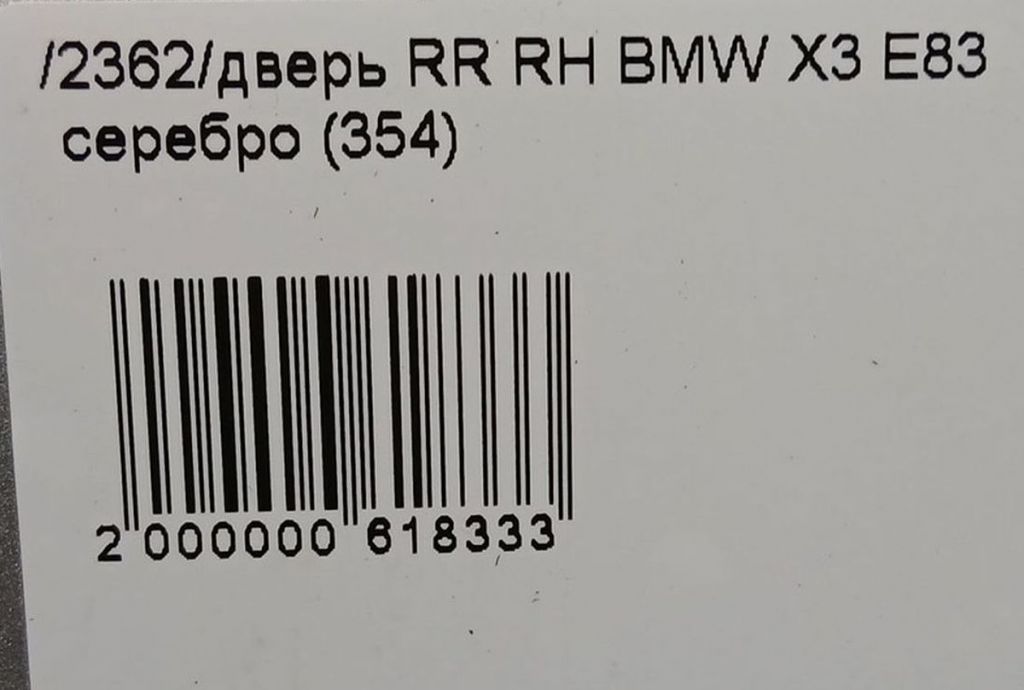 /2362/дверь RR RH BMW X3 E83
серебро (354)
2 000000 618333